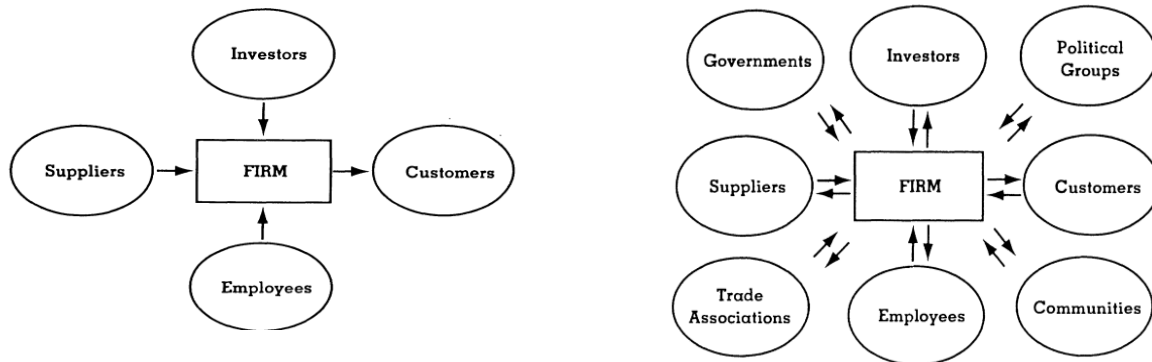 Investors
Suppliers
FIRM
Customers
Employees
Governments
Investors
Political
Groups
Suppliers
FIRM
Customers
Trade
Associations
Employees
Communities